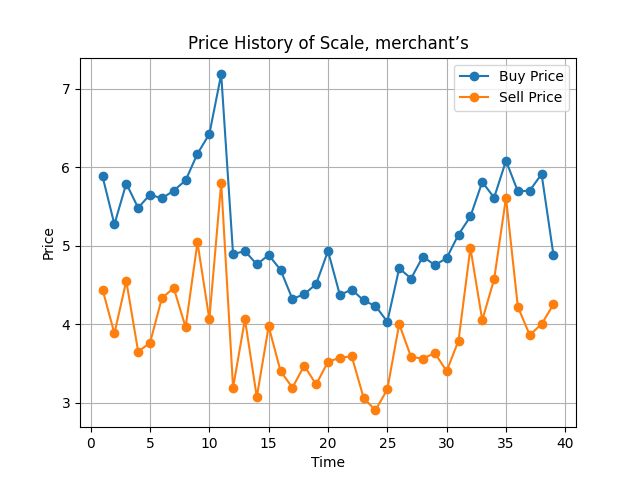 Price History of Scale, merchant’s
Buy Price
Sell Price
7
6
5
4
3
Price
0 5 10 15 20 25 30 35 40
Time